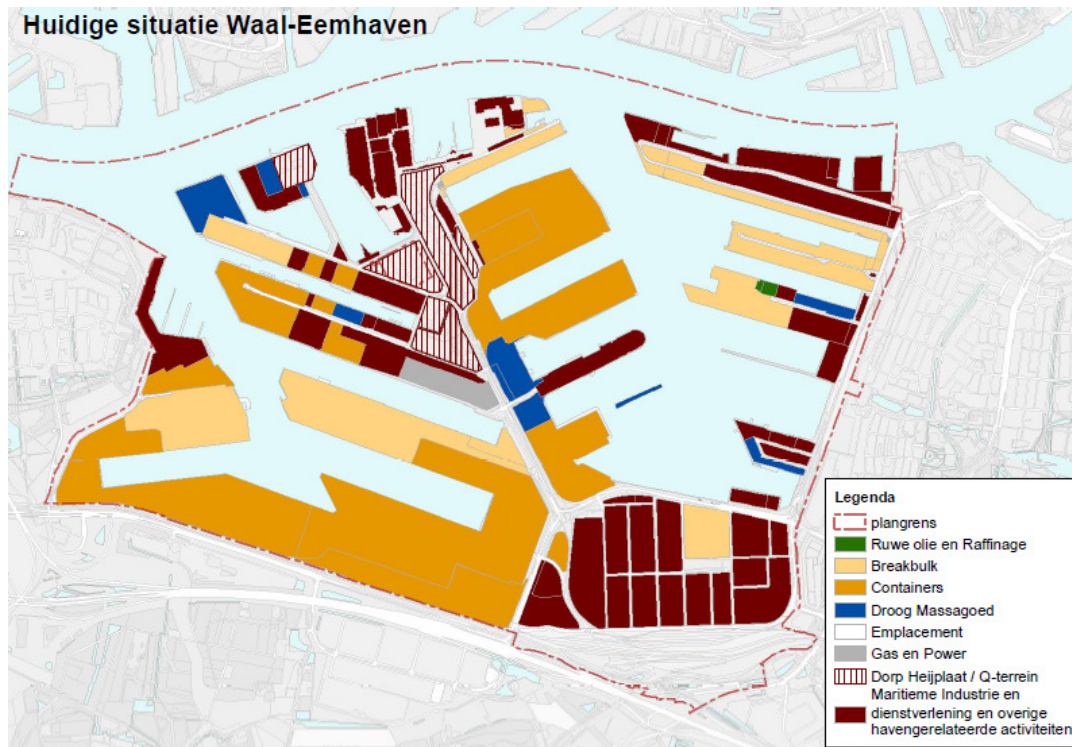 Huidige situatie Waal-Eemhaven
Legenda
plangrens
Ruwe olie en Raffinage
Breakbulk
Containers
Droog Massagoed
Emplacement
Gas en Power
Dorp Heijplaat / Q-terrein
Maritieme Industrie en
dienstverlening en overige
havengerelateerde activiteiten